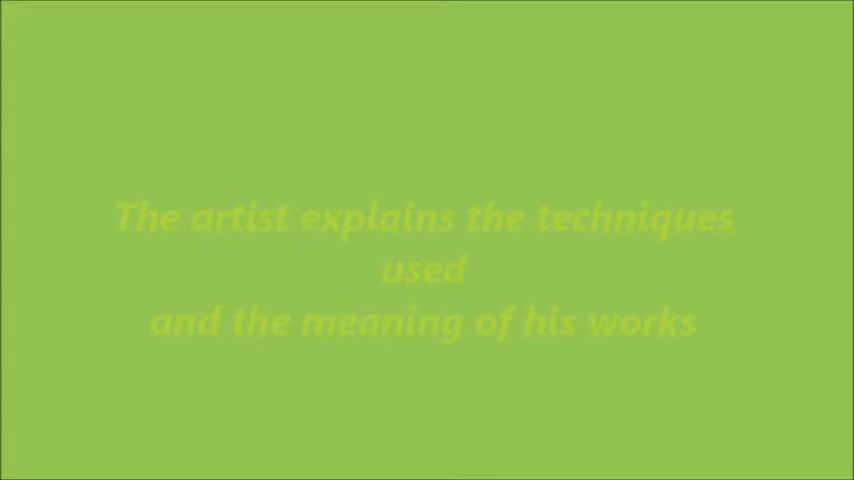 The artist explains the techniques
used
and the meaning of his works